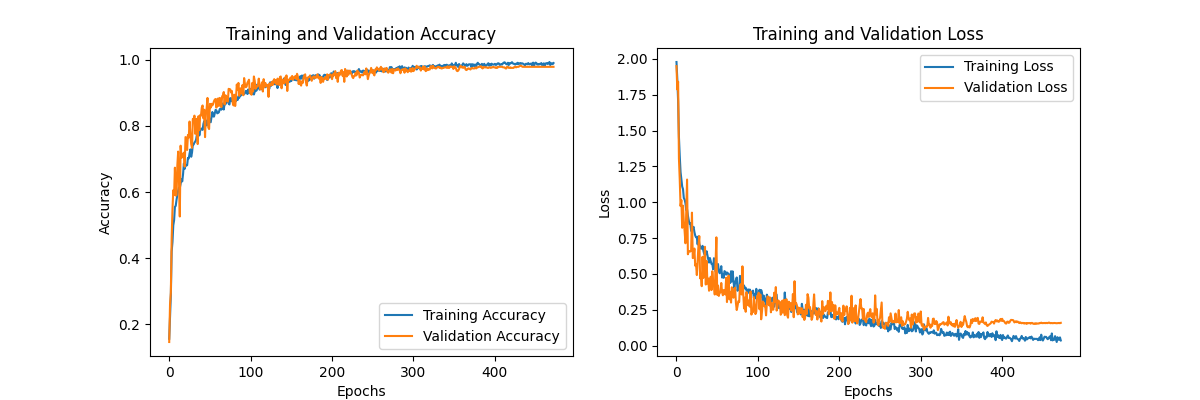 Training and Validation Accuracy
1.0
0.8
0.6
0.4
0.2
Accuracy
0
100
200
300
400
Epochs
Training Accuracy
Validation Accuracy
Training and Validation Loss
2.00
1.75
1.50
1.25
1.00
0.75
0.50
0.25
0.00
Loss
0
100
200
300
400
Epochs
Training Loss
Validation Loss